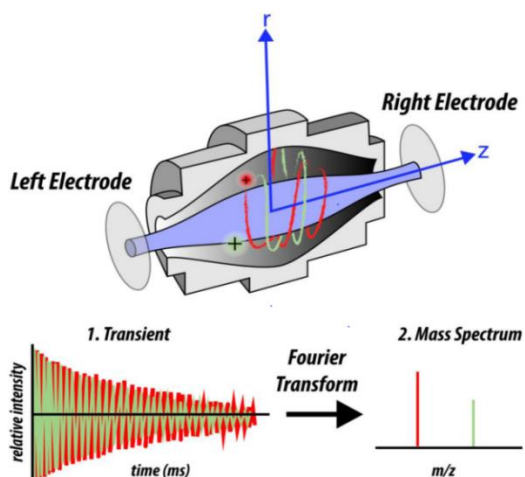 r
Right Electrode
z
Left Electrode
+
+
1. Transient
2. Mass Spectrum
Fourier
Transform
relative intensity
time (ms)
m/z